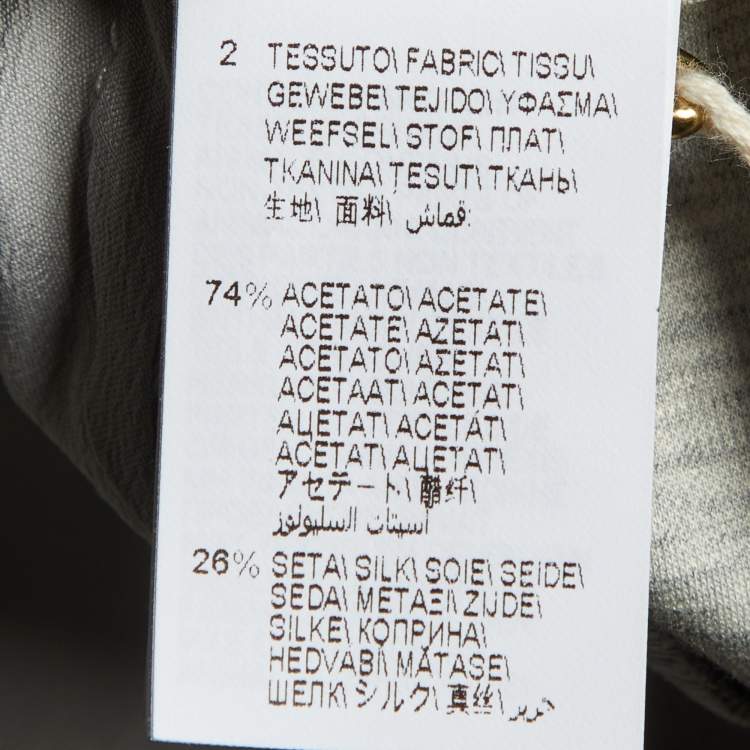 2 TESSUTO\ FABRIC\ TISSU\
GEWEBE\ TEJIDO\ ΥΦΑΣΜΑ\
WEEFSEL\ STOF\ ПЛАТ\
TKANINA\ ȚESUT\ ТКАНЬ\
生地\ 面料\ قماش:
74% ACETATO\ ACETATE\
ACETATE\ AZETAT\
ACETATO\ ΑΣΕΤΑΤ\
ACETAAT\ ACETAT\
АЦЕТАТ\ ACETÁT\
ACETAT\ АЦЕТАТ\
アセテート\ 醋纤\
أسيتات السليولوز
26% SETA\ SILK\ SOIE\ SEIDE\
SEDA\ ΜΕΤΑΞΙ\ ZIJDE\
SILKE\ КОПРИНА\
HEDVÁBÍ\ MĂTASE\
ШЕЛК\ シルク\ 真丝\ حرير